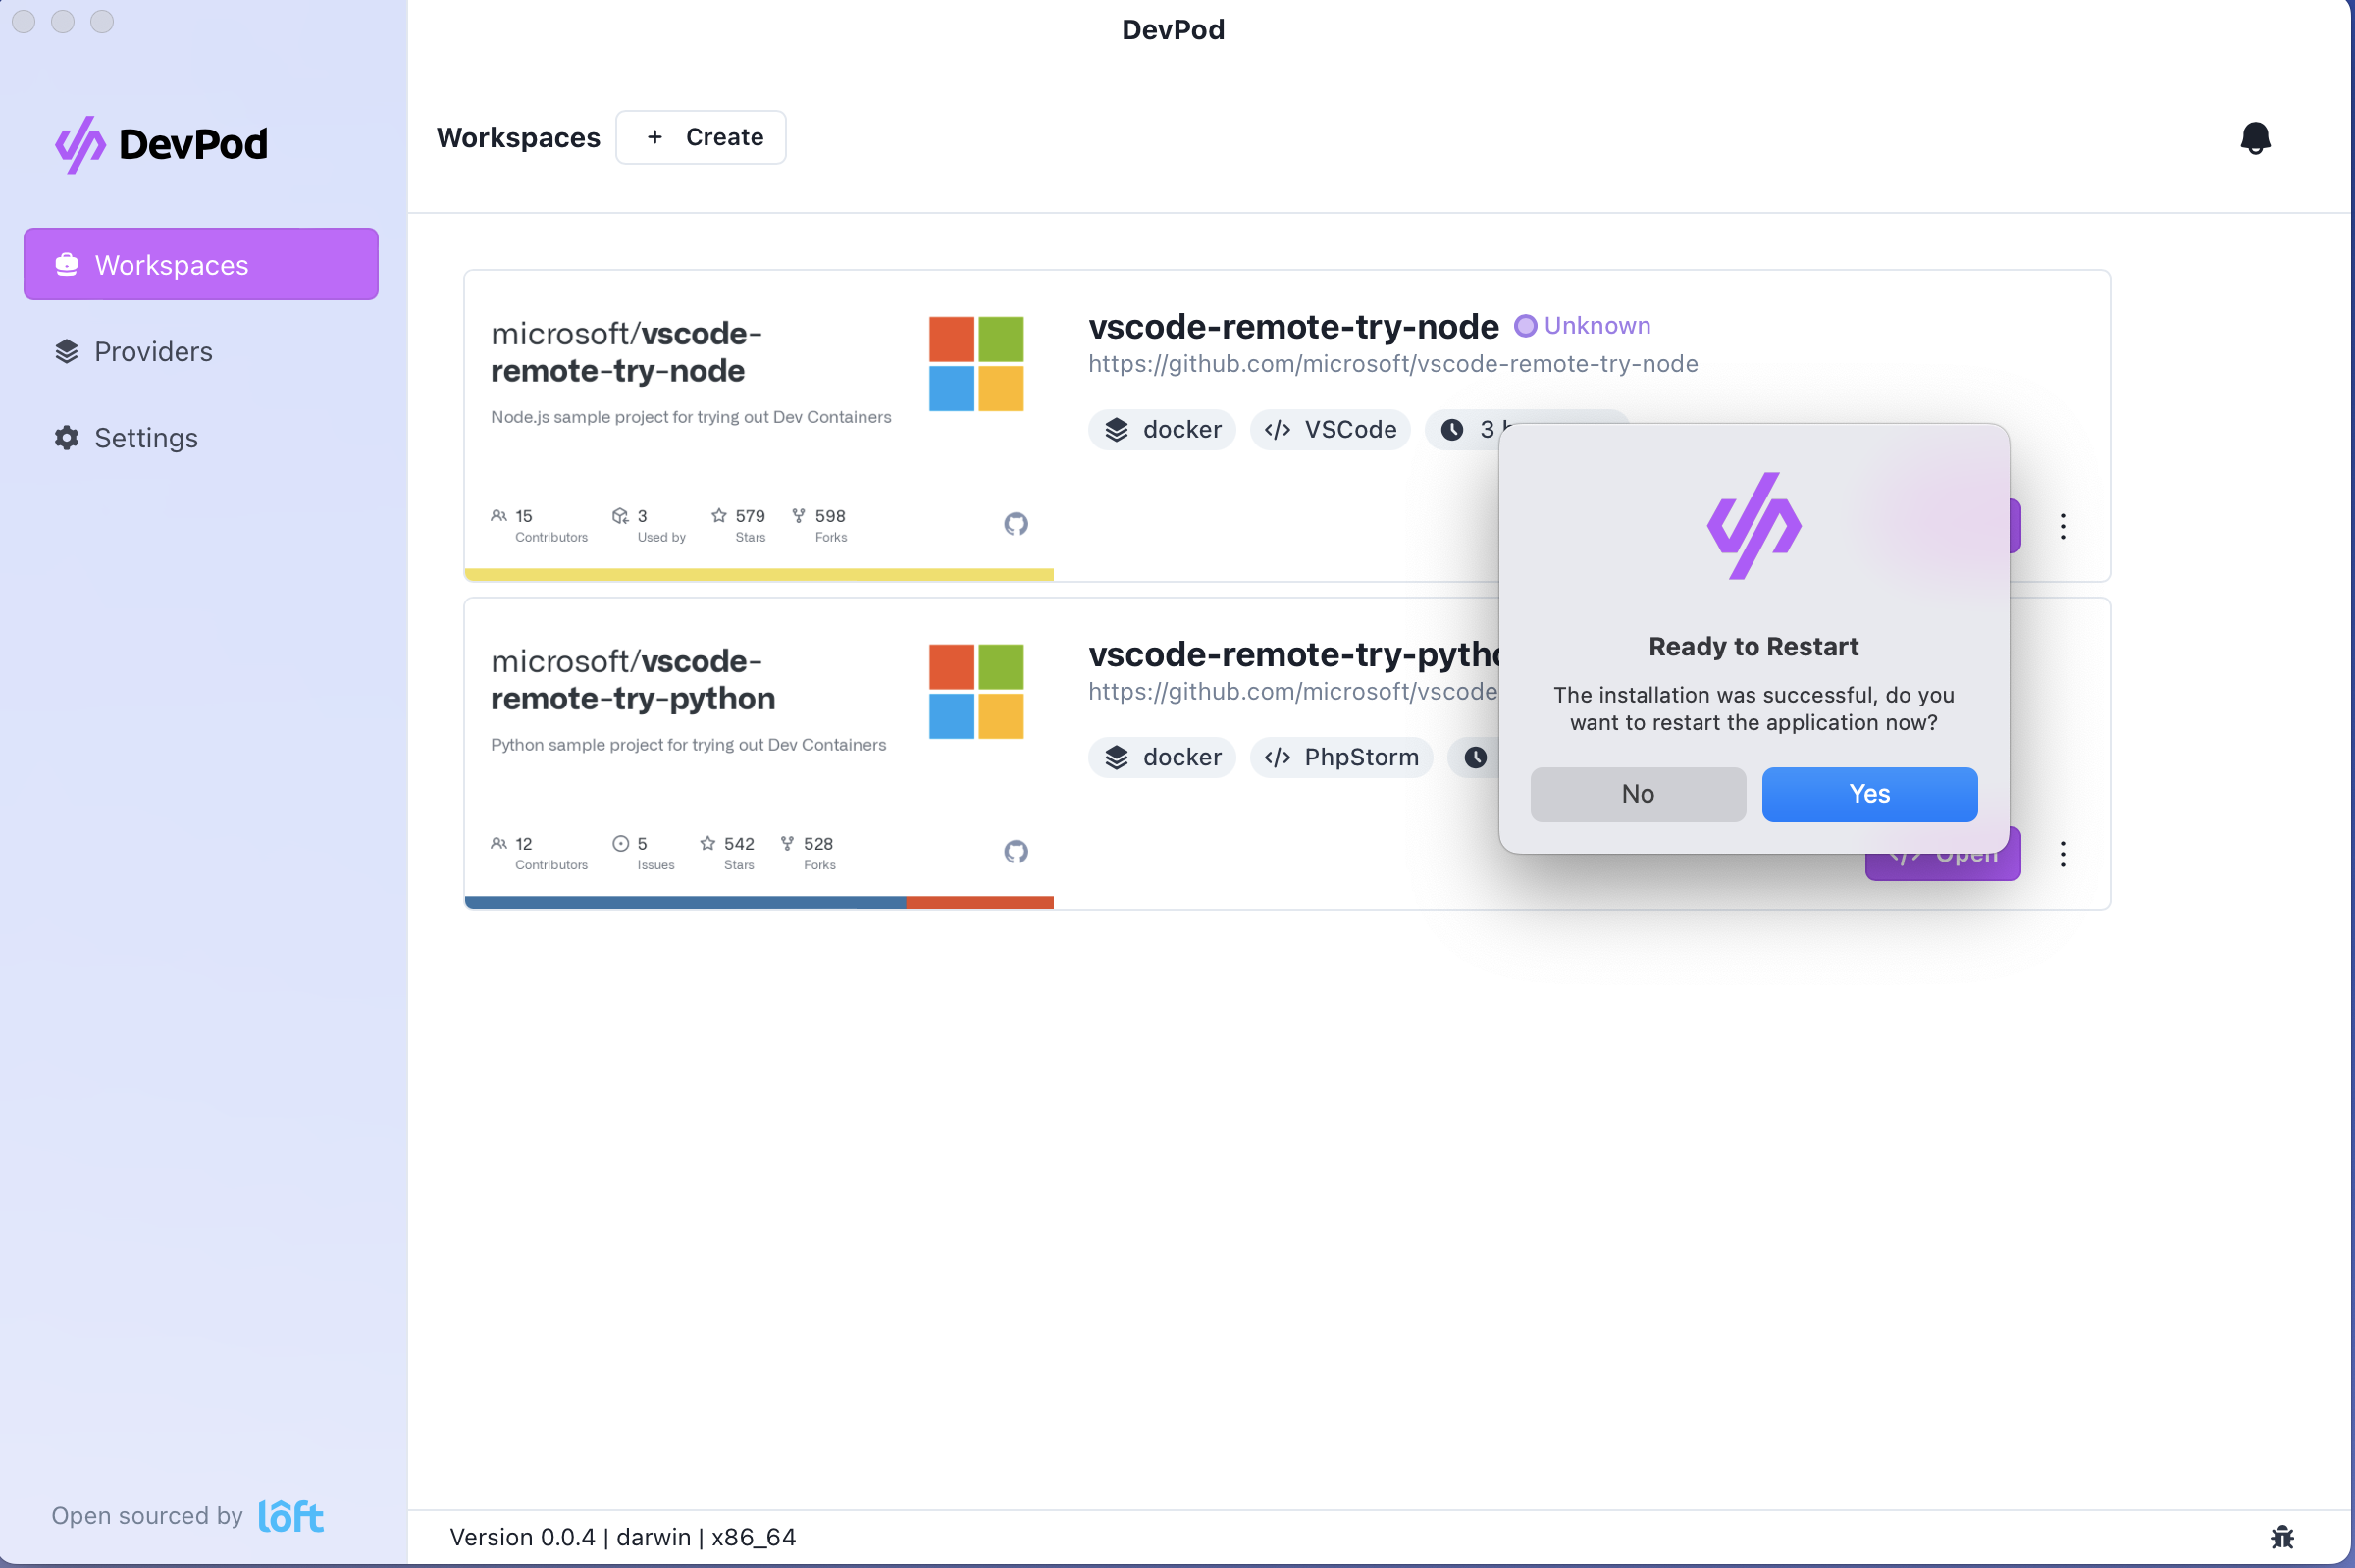 DevPod
DevPod
Workspaces
Providers
Settings
Open sourced by loft
Workspaces
+ Create
microsoft/vscode-
remote-try-node
Node.js sample project for trying out Dev Containers
15
Contributors
3
Used by
579
Stars
598
Forks
vscode-remote-try-node Unknown
https://github.com/microsoft/vscode-remote-try-node
docker
</> VSCode
3
microsoft/vscode-
remote-try-python
Python sample project for trying out Dev Containers
12
Contributors
5
Issues
542
Stars
528
Forks
vscode-remote-try-pytho
https://github.com/microsoft/vscode
docker
</> PhpStorm
</> Open
Ready to Restart
The installation was successful, do you
want to restart the application now?
No
Yes
Version 0.0.4 | darwin | x86_64